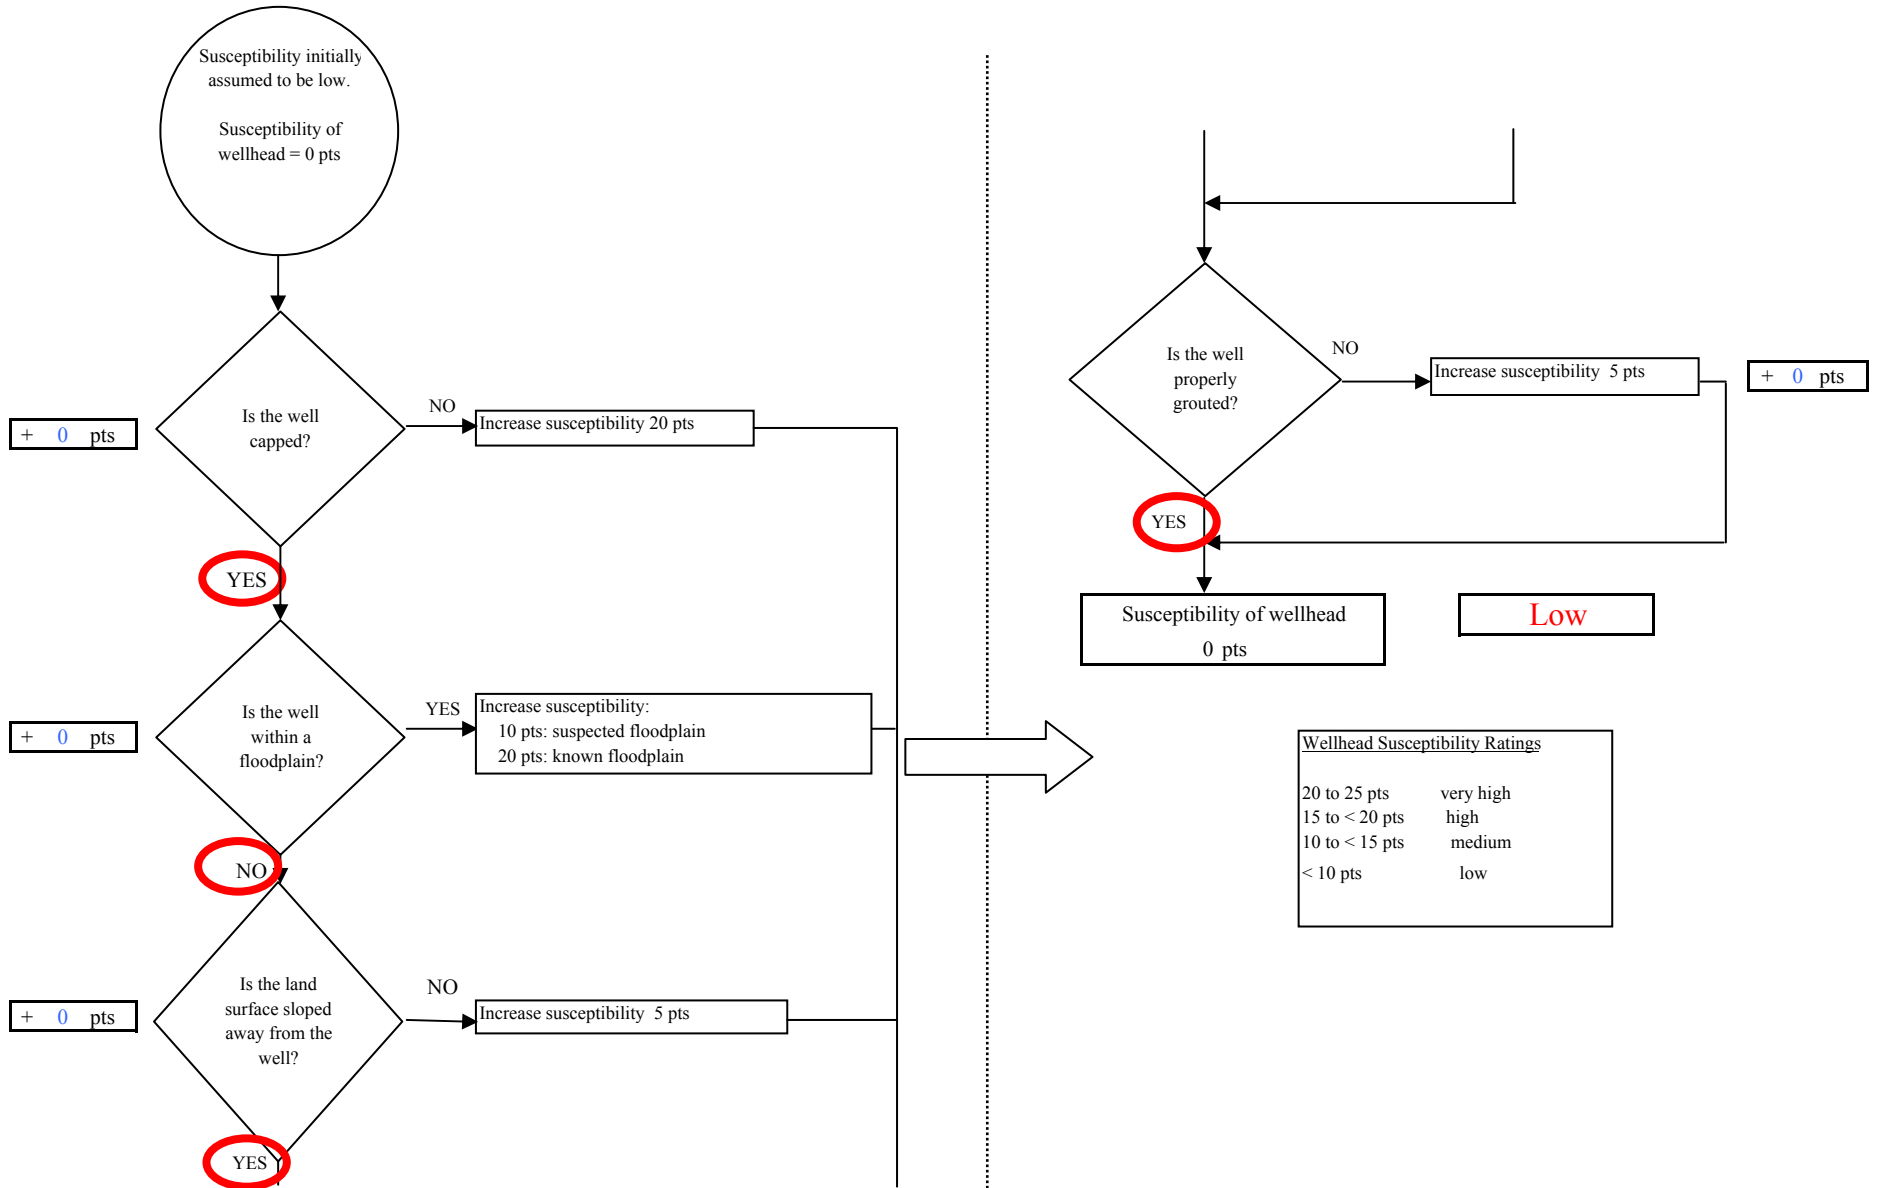 Susceptibility initially
assumed to be low.
Susceptibility of
wellhead = 0 pts
Is the well
capped?
NO
Increase susceptibility 20 pts
+ 0 pts
YES
Is the well
within a
floodplain?
YES
Increase susceptibility:
10 pts: suspected floodplain
20 pts: known floodplain
+ 0 pts
NO
Is the land
surface sloped
away from the
well?
NO
Increase susceptibility 5 pts
+ 0 pts
YES
Is the well
properly
grouted?
NO
Increase susceptibility 5 pts
+ 0 pts
YES
Susceptibility of wellhead
0 pts
Low
Wellhead Susceptibility Ratings
20 to 25 pts very high
15 to < 20 pts high
10 to < 15 pts medium
< 10 pts low